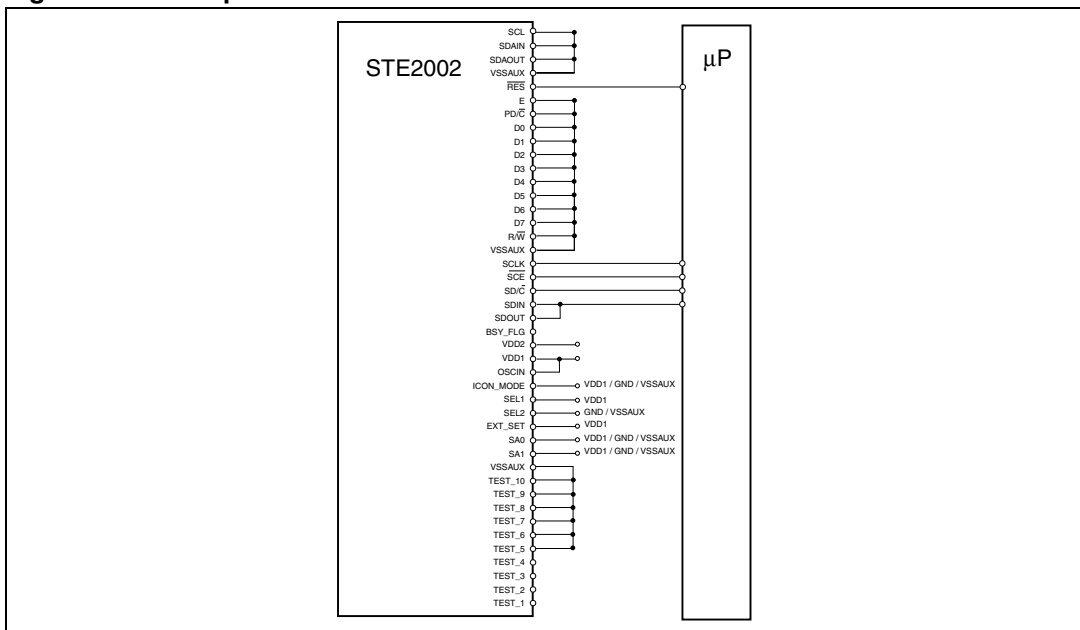 STE2002
μP
SCL
SDAIN
SDAOUT
VSSAUX
RES
E
PD/C
D0
D1
D2
D3
D4
D5
D6
D7
R/W
VSSAUX
SCLK
SCE
SD/C
SDIN
SDOUT
BSY_FLG
VDD2
VDD1
OSCIN
ICON_MODE VDD1 / GND / VSSAUX
SEL1 VDD1
SEL2 GND / VSSAUX
EXT_SET VDD1
SA0 VDD1 / GND / VSSAUX
SA1 VDD1 / GND / VSSAUX
VSSAUX
TEST_10
TEST_9
TEST_8
TEST_7
TEST_6
TEST_5
TEST_4
TEST_3
TEST_2
TEST_1